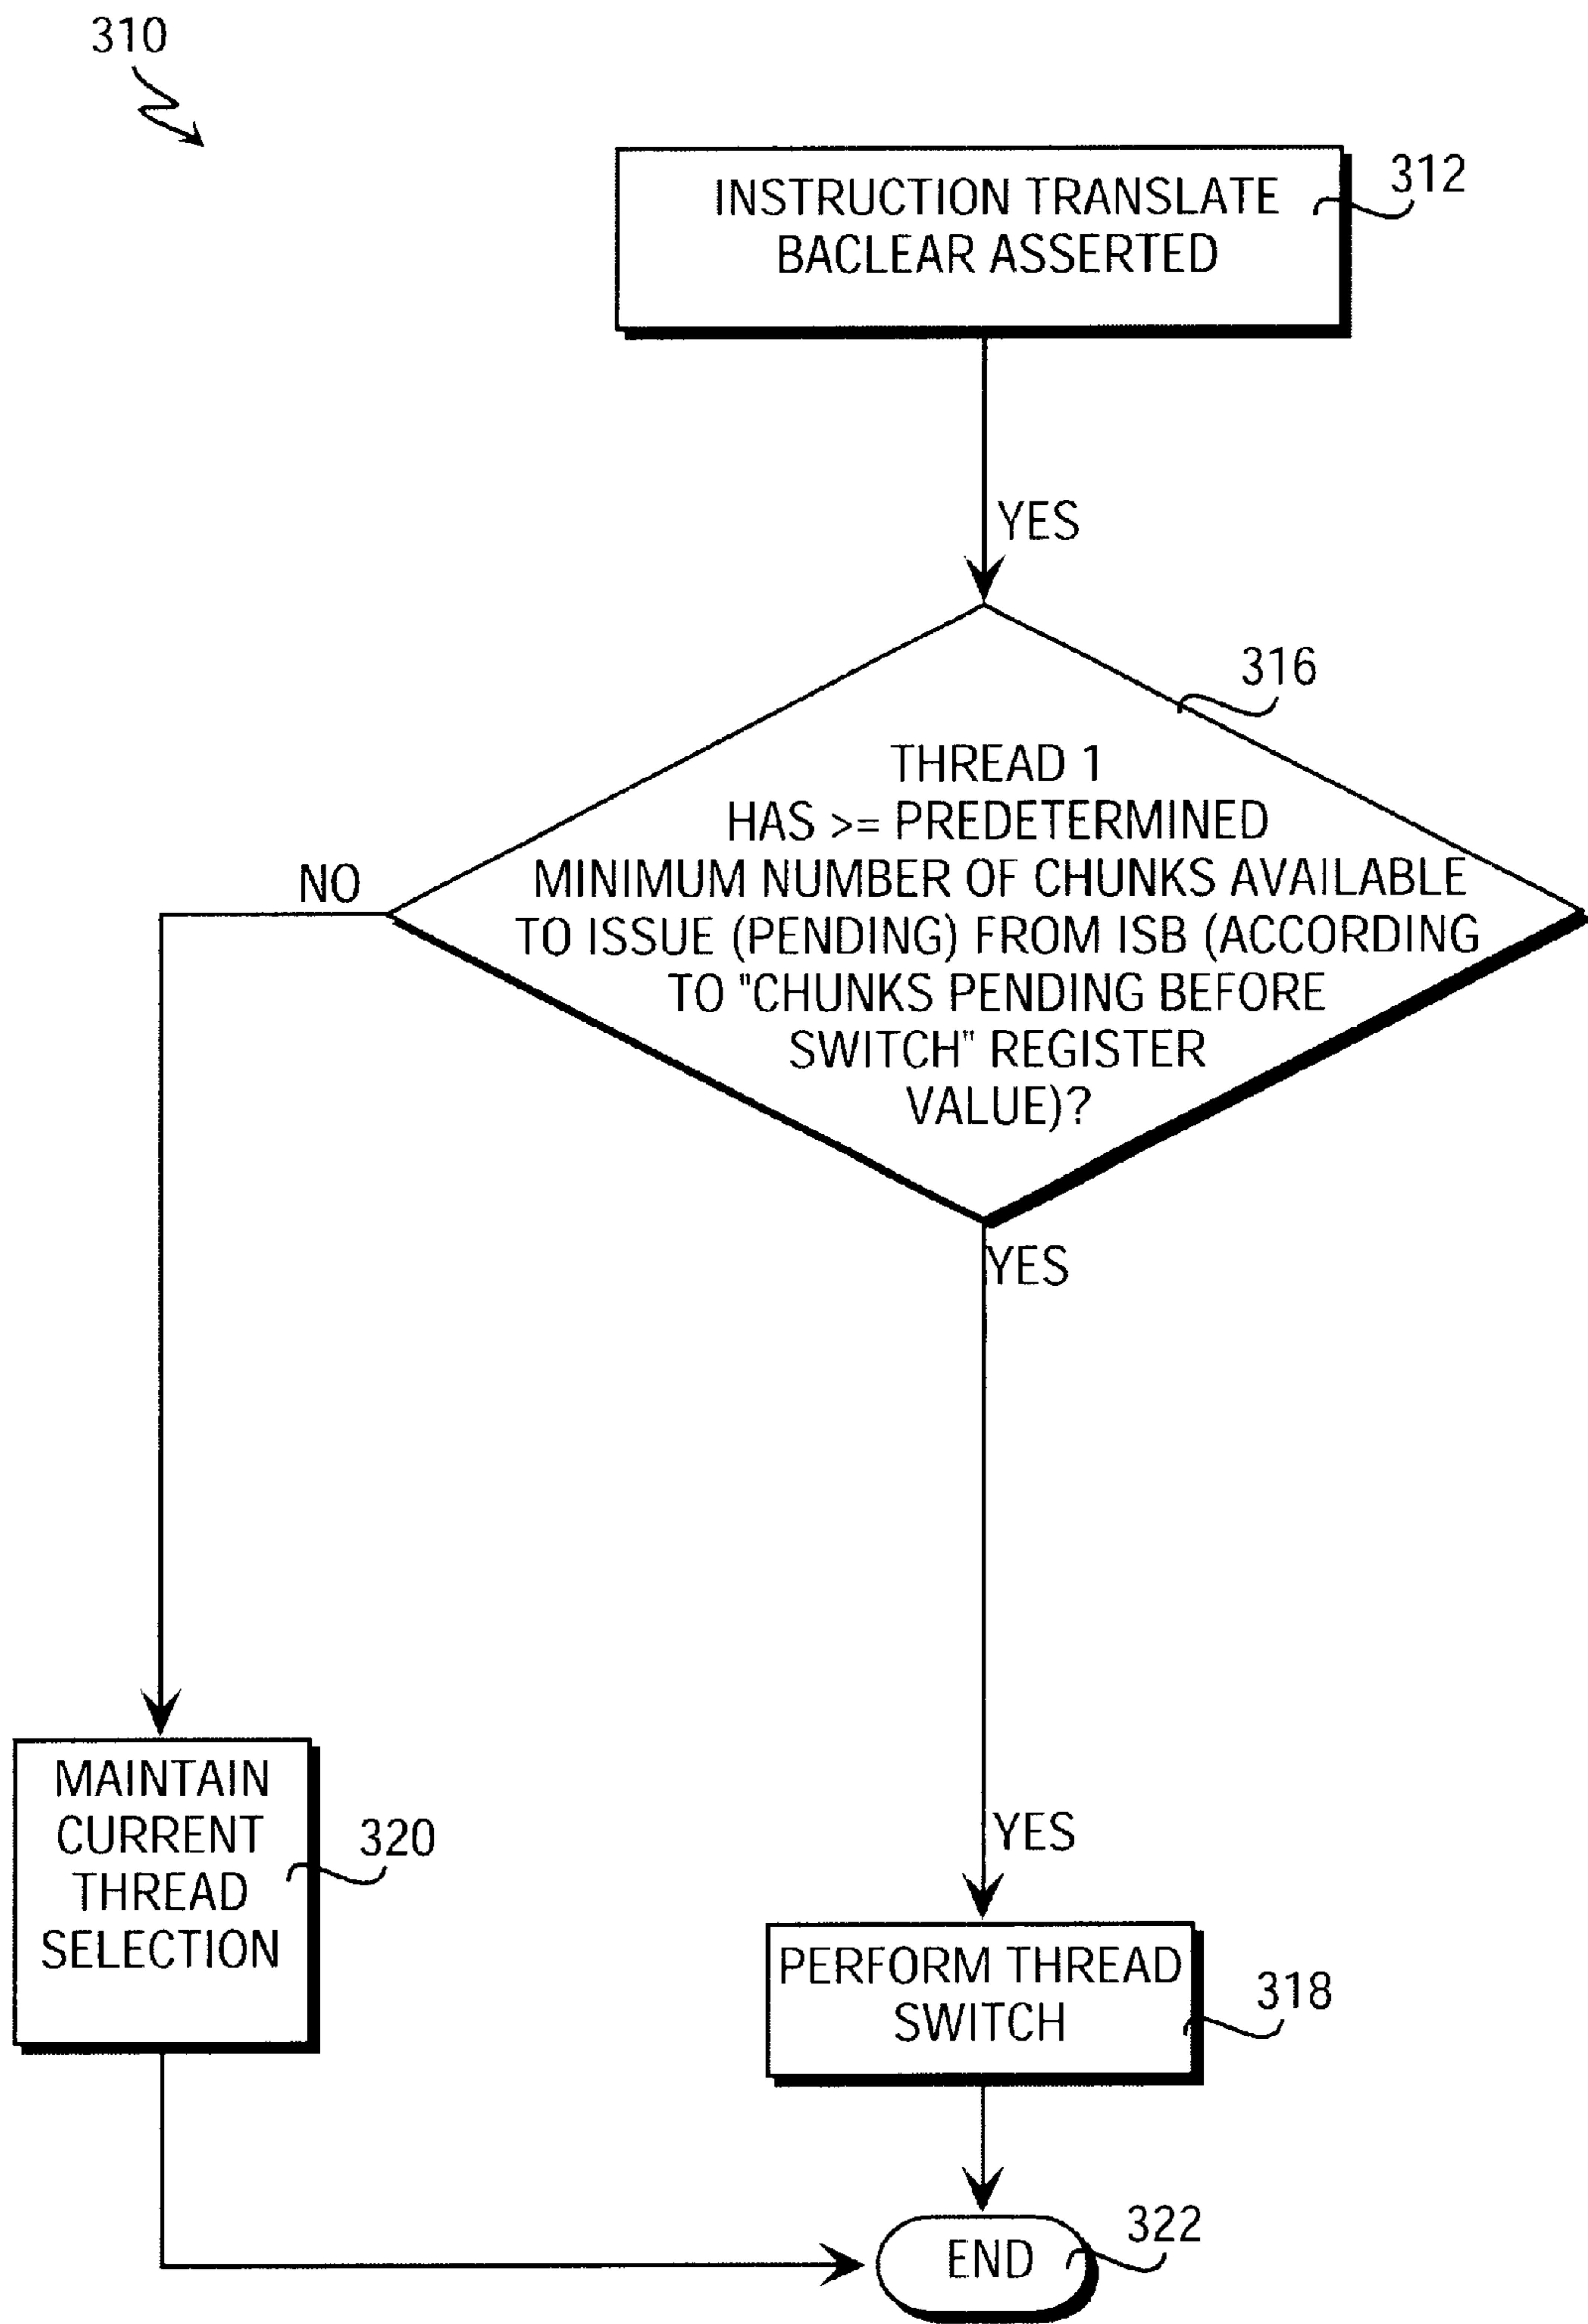 310
INSTRUCTION TRANSLATE
BACLEAR ASSERTED
312
YES
316
THREAD 1
HAS >= PREDETERMINED
MINIMUM NUMBER OF CHUNKS AVAILABLE
TO ISSUE (PENDING) FROM ISB (ACCORDING
TO "CHUNKS PENDING BEFORE
SWITCH" REGISTER
VALUE)?
NO
YES
MAINTAIN
CURRENT
THREAD
SELECTION
320
YES
PERFORM THREAD
SWITCH
318
END
322